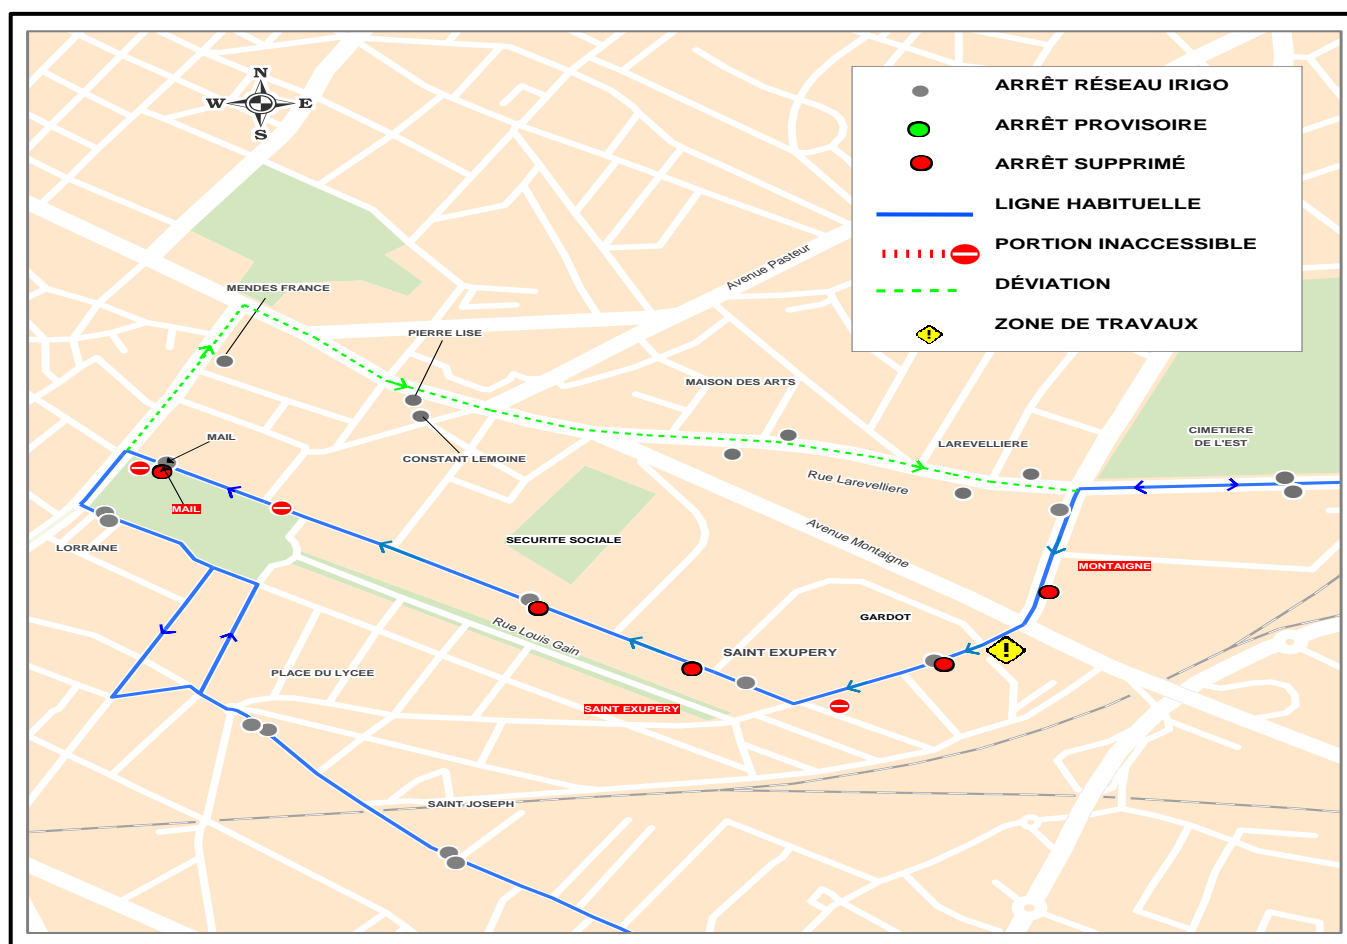 N
W E
S
ARRÊT RÉSEAU IRIGO
ARRÊT PROVISOIRE
ARRÊT SUPPRIMÉ
LIGNE HABITUELLE
PORTION INACCESSIBLE
DÉVIATION
ZONE DE TRAVAUX
Avenue Pasteur
MENDES FRANCE
PIERRE LISE
MAISON DES ARTS
CIMETIERE
DE L'EST
MAIL
LAREVELLIERE
CONSTANT LEMOINE
Rue Larevelliere
MAIL
Avenue Montaigne
SECURITE SOCIALE
LORRAINE
MONTAIGNE
GARDOT
Rue Louis Gain
SAINT EXUPERY
PLACE DU LYCEE
SAINT EXUPERY
SAINT JOSEPH